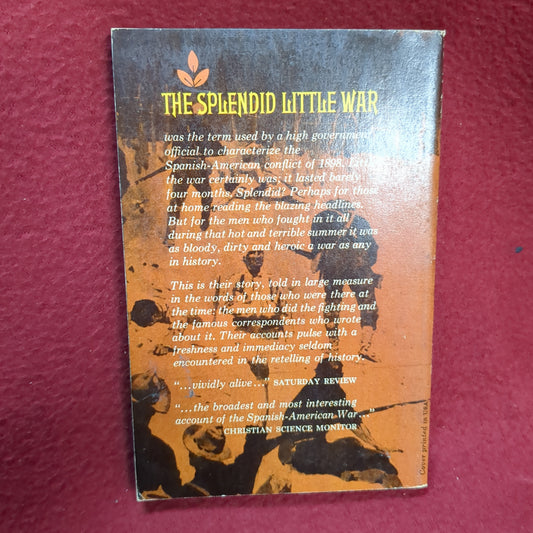 THE SPLENDID LITTLE WAR
was the term used by a high government
official to characterize the
Spanish-American conflict of 1898. Little
the war certainly was; it lasted barely
four months. Splendid? Perhaps for those
at home reading the blazing headlines.
But for the men who fought in it all
during that hot and terrible summer it was
as bloody, dirty and heroic a war as any
in history.
This is their story, told in large measure
in the words of those who were there at
the time: the men who did the fighting and
the famous correspondents who wrote
about it. Their accounts pulse with a
freshness and immediacy seldom
encountered in the retelling of history.
“...vividly alive...” SATURDAY REVIEW
“...the broadest and most interesting
account of the Spanish-American War...”
CHRISTIAN SCIENCE MONITOR
Cover printed in USA